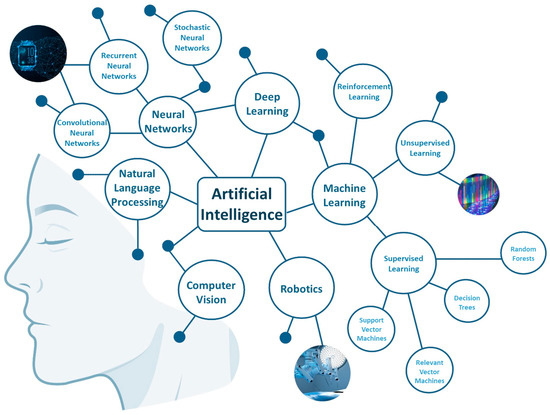 Stochastic
Neural
Networks
Recurrent
Neural
Networks
Convolutional
Neural
Networks
Neural
Networks
Deep
Learning
Reinforcement
Learning
Unsupervised
Learning
Natural
Language
Processing
Artificial
Intelligence
Machine
Learning
Supervised
Learning
Random
Forests
Decision
Trees
Support
Vector
Machines
Relevant
Vector
Machines
Computer
Vision
Robotics